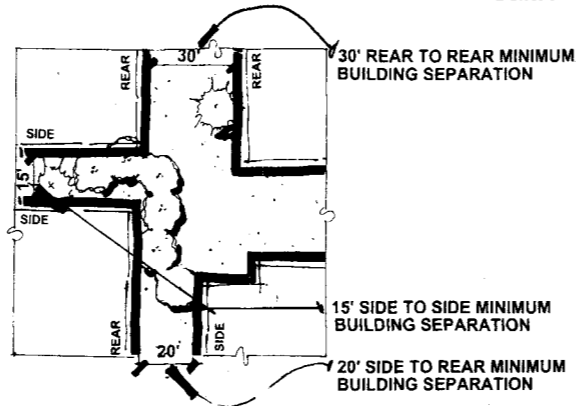 30'
30' REAR TO REAR MINIMUM
BUILDING SEPARATION
REAR
REAR
SIDE
15'
SIDE
15' SIDE TO SIDE MINIMUM
BUILDING SEPARATION
REAR
SIDE
20'
20' SIDE TO REAR MINIMUM
BUILDING SEPARATION